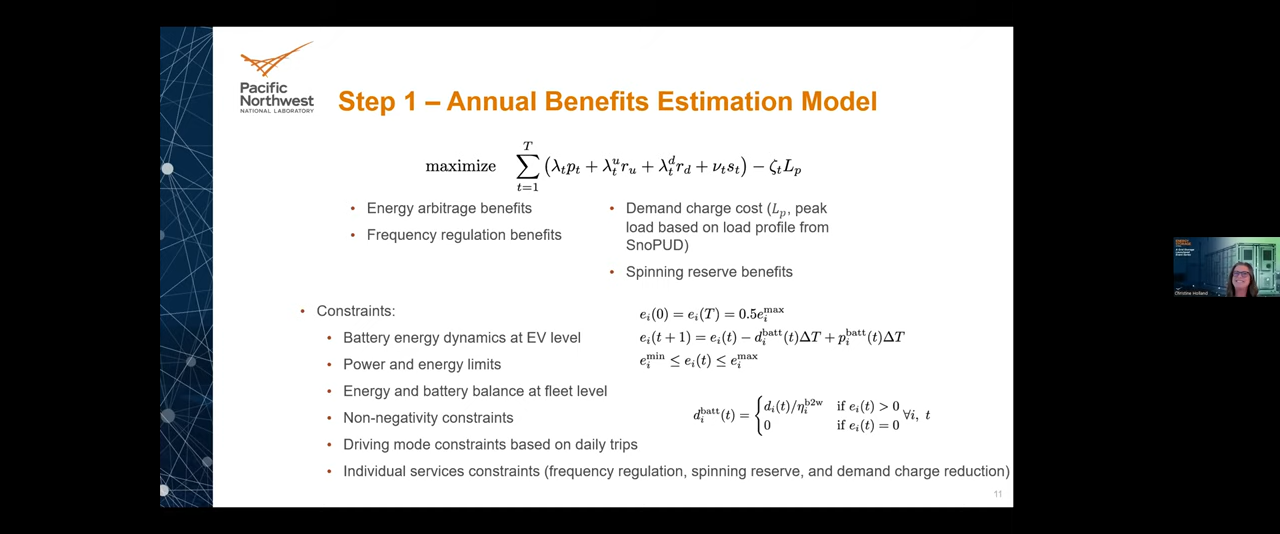 Pacific
Northwest
NATIONAL LABORATORY
Step 1 – Annual Benefits Estimation Model
maximize \sum_{t=1}^{T} (λ_t p_t + λ_t^u r_u + λ_t^d r_d + ν_t s_t) − ζ_t L_p
• Energy arbitrage benefits
• Frequency regulation benefits
• Demand charge cost (L_p, peak
load based on load profile from
SnoPUD)
• Spinning reserve benefits
• Constraints:
• Battery energy dynamics at EV level
• Power and energy limits
• Energy and battery balance at fleet level
• Non-negativity constraints
• Driving mode constraints based on daily trips
• Individual services constraints (frequency regulation, spinning reserve, and demand charge reduction)
e_i(0) = e_i(T) = 0.5e_i^{max}
e_i(t + 1) = e_i(t) − d_i^{batt}(t)ΔT + p_i^{batt}(t)ΔT
e_i^{min} ≤ e_i(t) ≤ e_i^{max}
d_i^{batt}(t) = { d_i(t)/η_i^{b2w} if e_i(t) > 0
0 if e_i(t) = 0 ∀i, t
11
Christine Holland